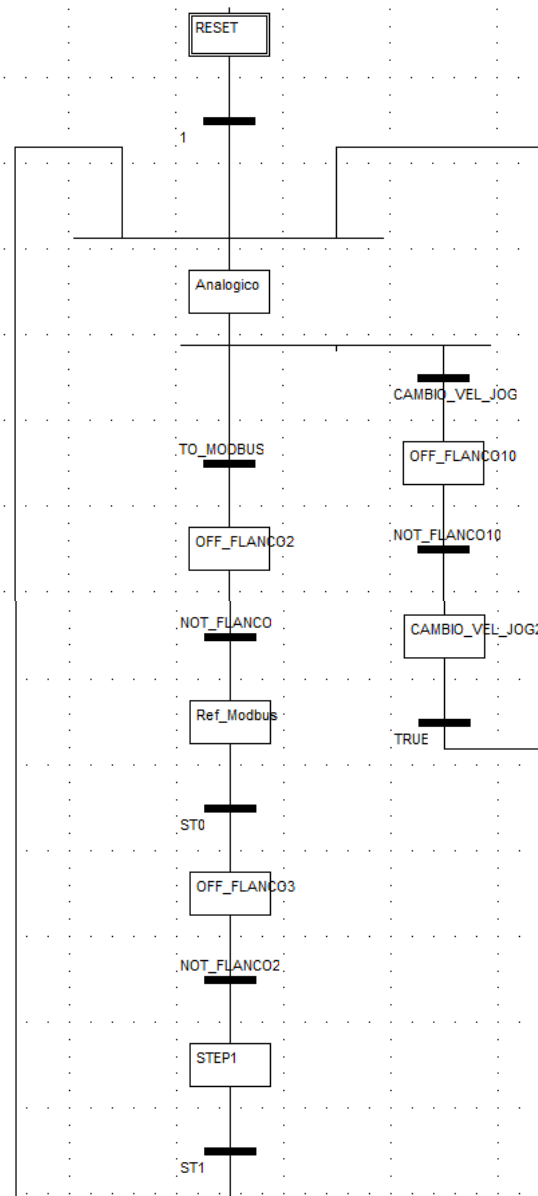 RESET
1
Analogico
CAMBIO_VEL_JOG
TO_MODBUS
OFF_FLANCO10
OFF_FLANCO2
NOT_FLANCO10
NOT_FLANCO
CAMBIO_VEL_JOG2
Ref_Modbus
TRUE
ST0
OFF_FLANCO3
NOT_FLANCO2
STEP1
ST1